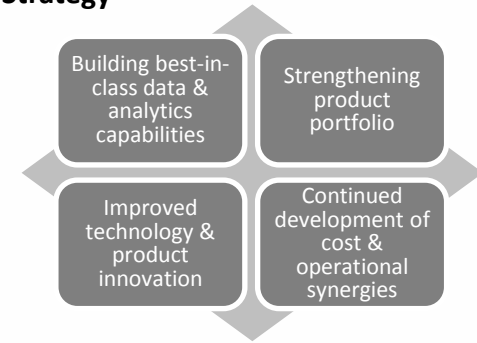 Strategy
Building best-in-
class data &
analytics
capabilities
Strengthening
product
portfolio
Improved
technology &
product
innovation
Continued
development of
cost &
operational
synergies